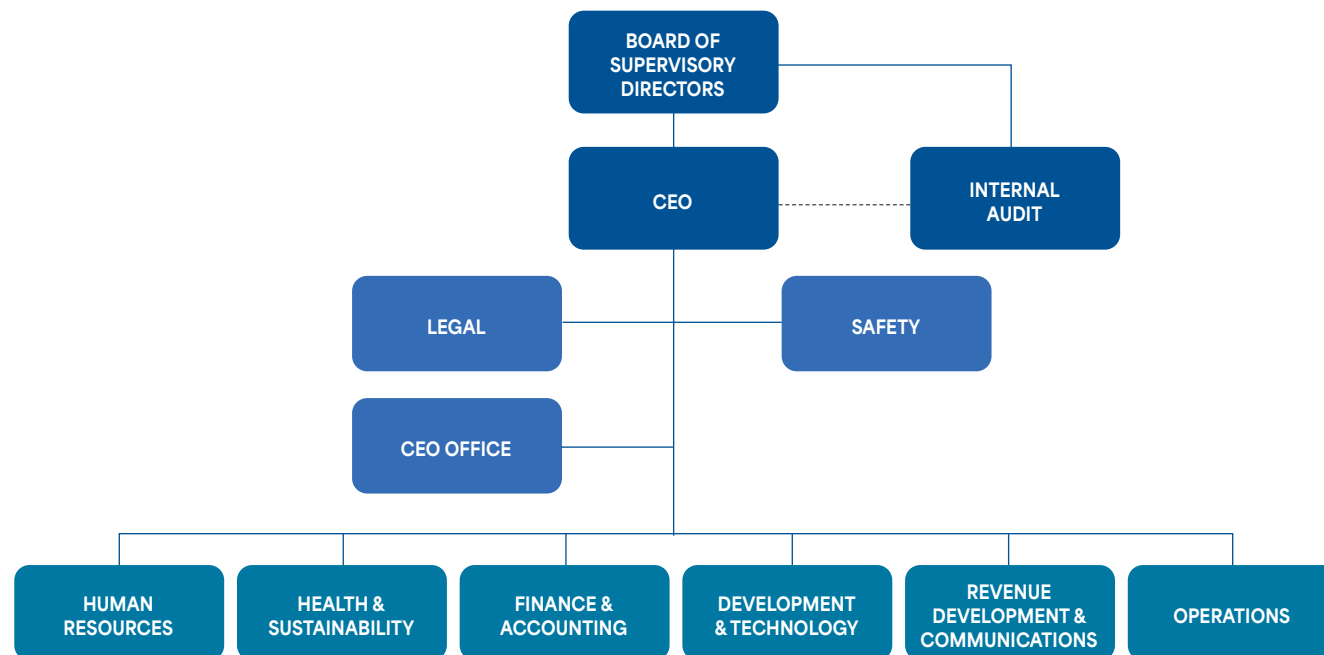 BOARD OF
SUPERVISORY
DIRECTORS
CEO
INTERNAL
AUDIT
LEGAL
SAFETY
CEO OFFICE
HUMAN
RESOURCES
HEALTH &
SUSTAINABILITY
FINANCE &
ACCOUNTING
DEVELOPMENT
& TECHNOLOGY
REVENUE
DEVELOPMENT &
COMMUNICATIONS
OPERATIONS